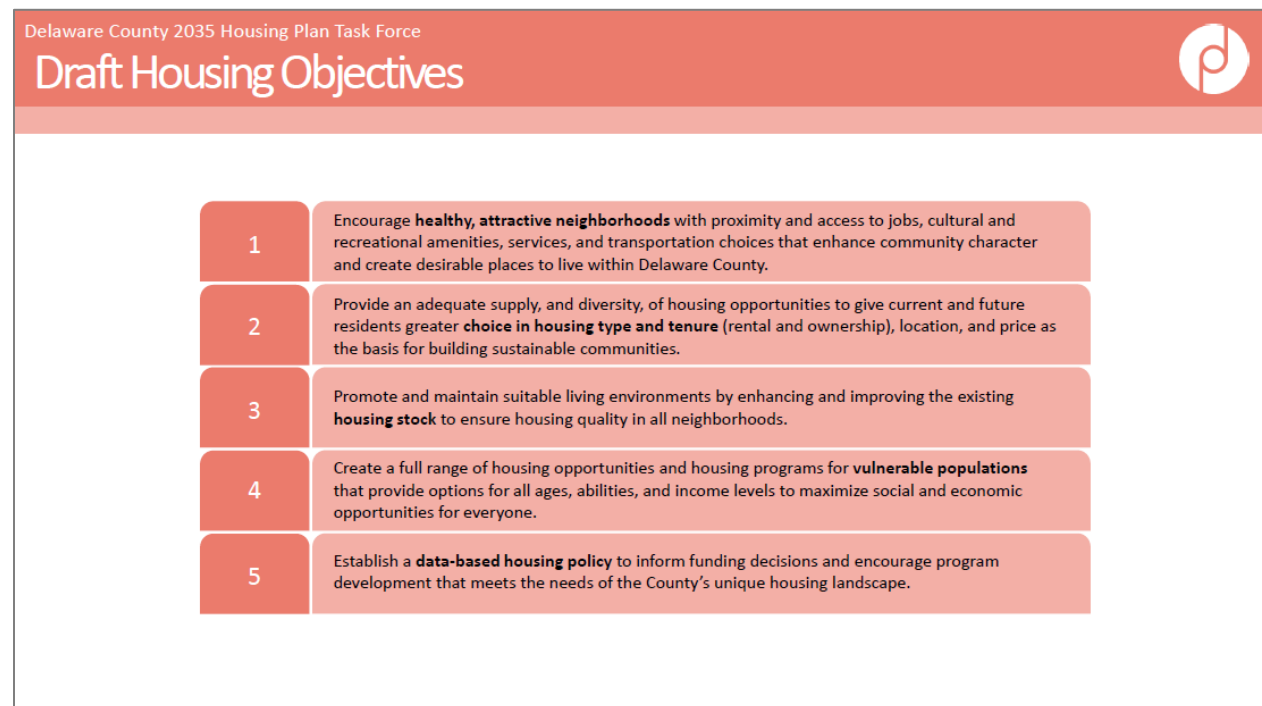 Delaware County 2035 Housing Plan Task Force
Draft Housing Objectives
1
Encourage healthy, attractive neighborhoods with proximity and access to jobs, cultural and
recreational amenities, services, and transportation choices that enhance community character
and create desirable places to live within Delaware County.
2
Provide an adequate supply, and diversity, of housing opportunities to give current and future
residents greater choice in housing type and tenure (rental and ownership), location, and price as
the basis for building sustainable communities.
3
Promote and maintain suitable living environments by enhancing and improving the existing
housing stock to ensure housing quality in all neighborhoods.
4
Create a full range of housing opportunities and housing programs for vulnerable populations
that provide options for all ages, abilities, and income levels to maximize social and economic
opportunities for everyone.
5
Establish a data-based housing policy to inform funding decisions and encourage program
development that meets the needs of the County’s unique housing landscape.